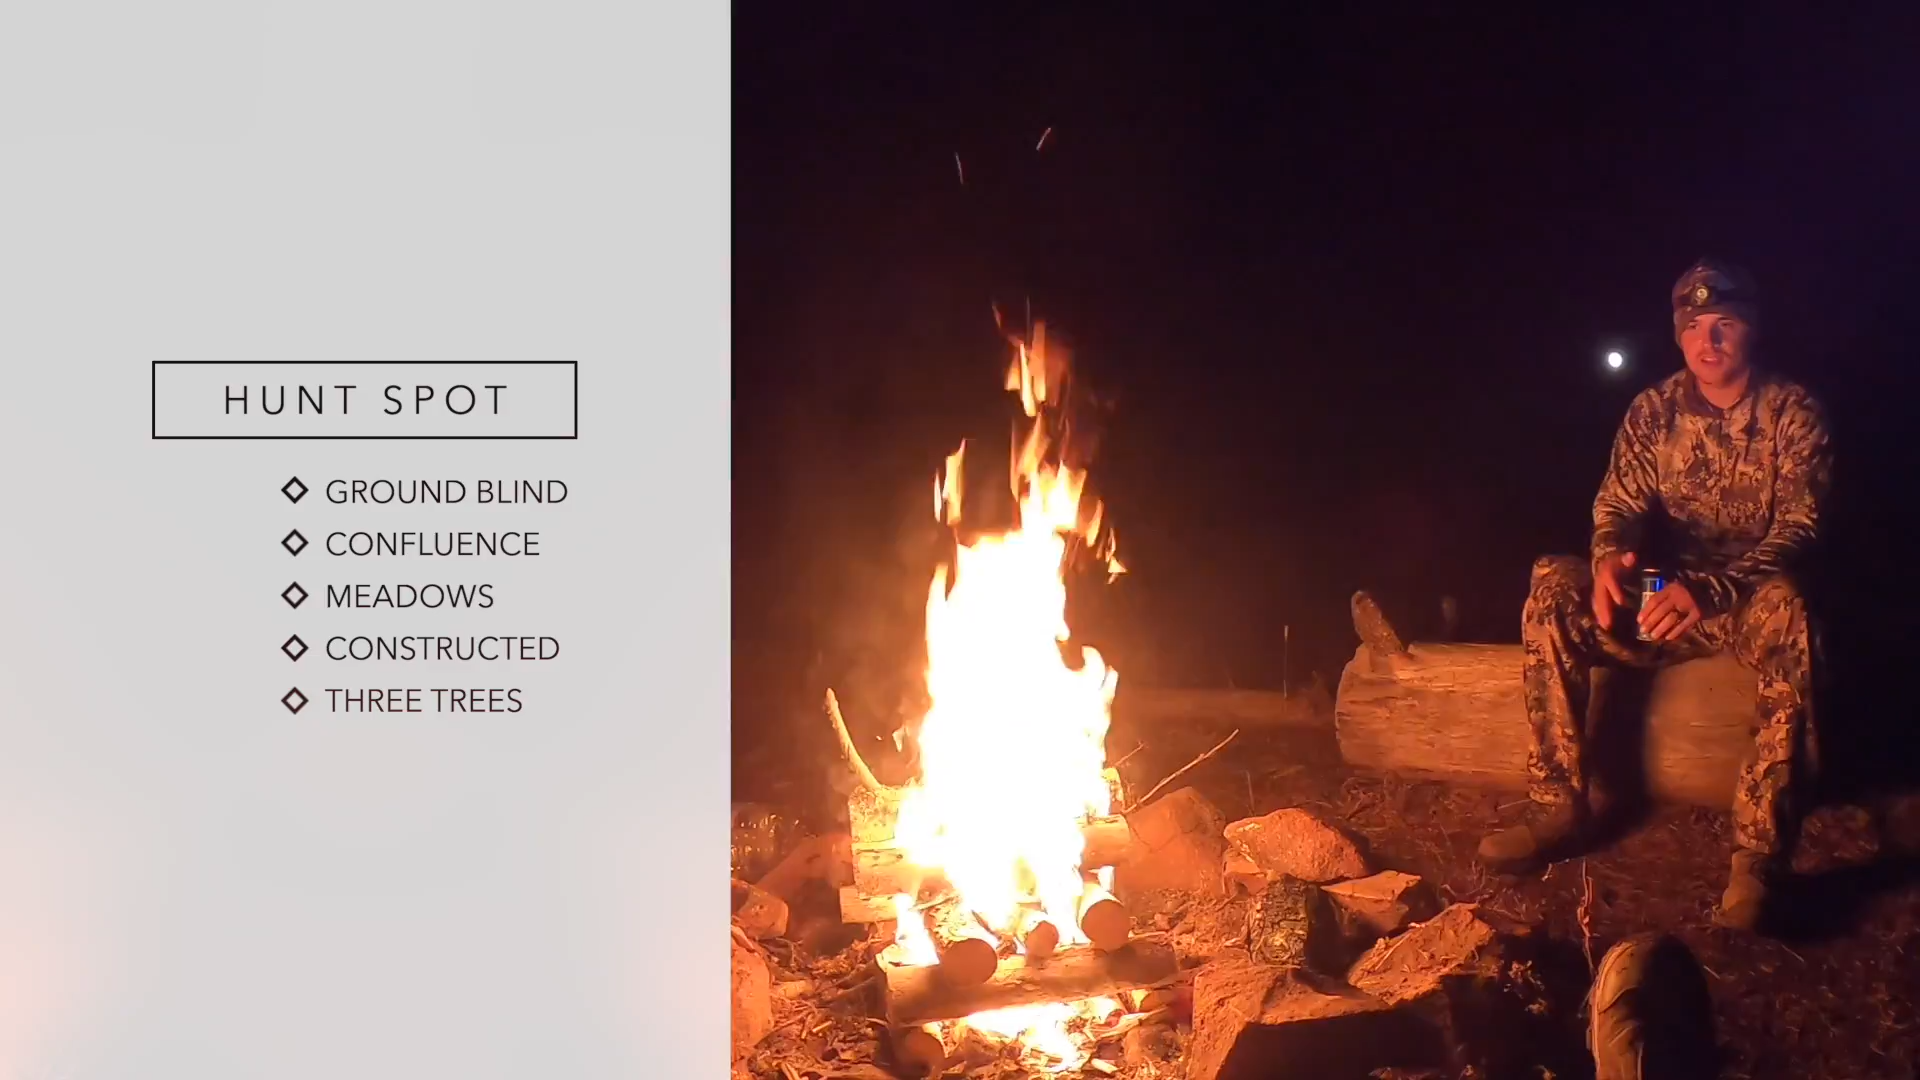 HUNT SPOT
GROUND BLIND
CONFLUENCE
MEADOWS
CONSTRUCTED
THREE TREES